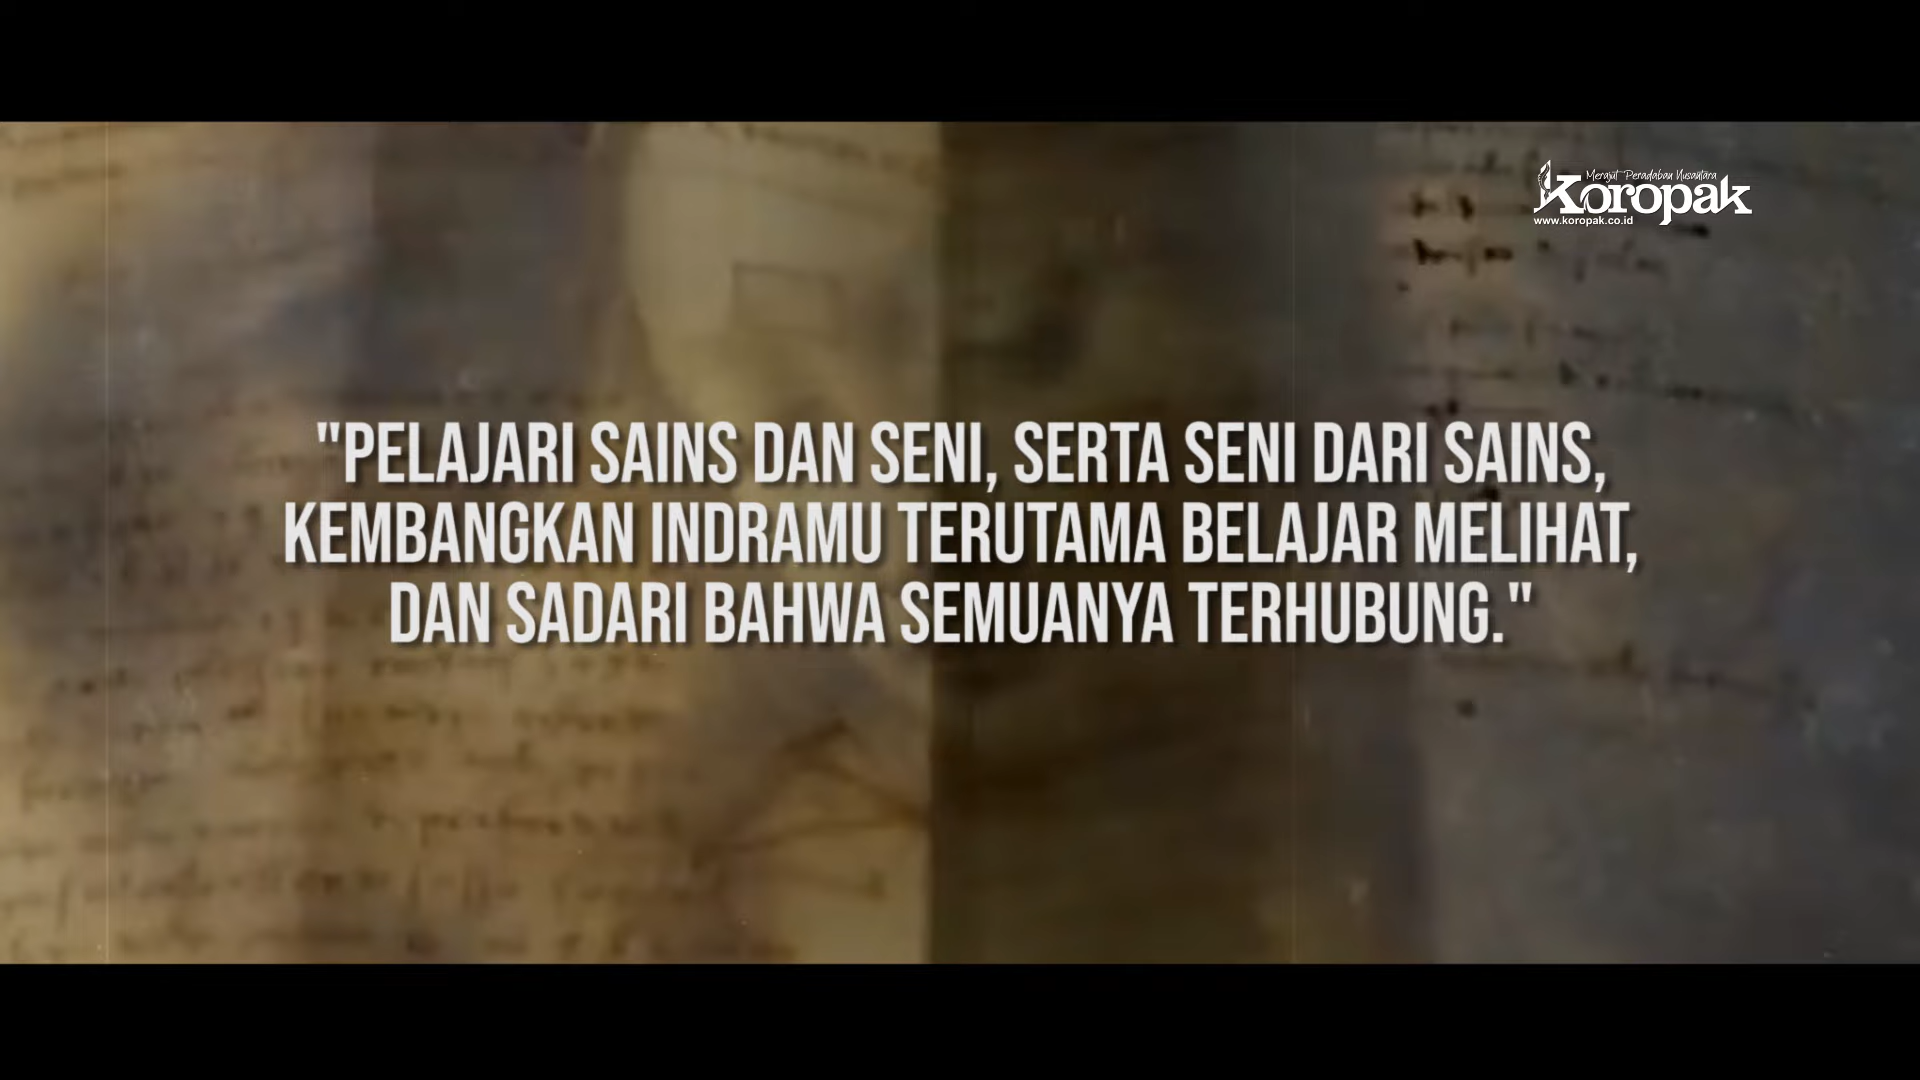 Merajut Peradaban Nusantara
Koropak
www.koropak.co.id
"PELAJARI SAINS DAN SENI, SERTA SENI DARI SAINS,
KEMBANGKAN INDRAMU TERUTAMA BELAJAR MELIHAT,
DAN SADARI BAHWA SEMUANYA TERHUBUNG."